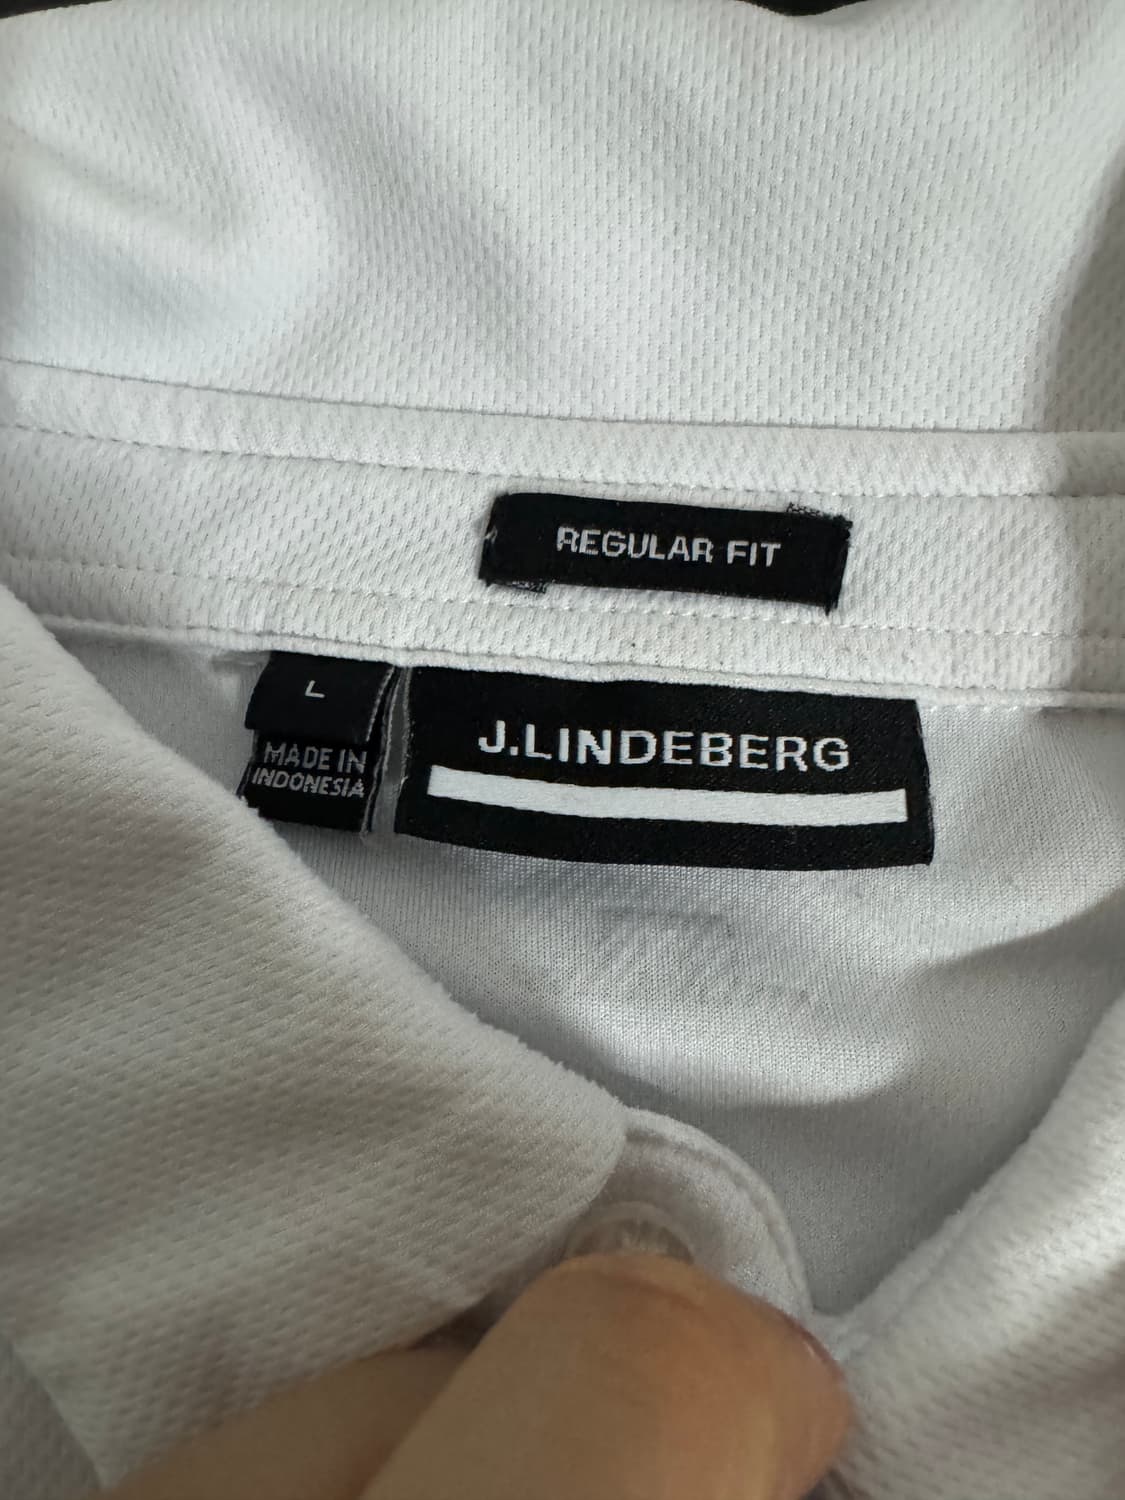 REGULAR FIT
L
MADE IN
INDONESIA
J.LINDEBERG